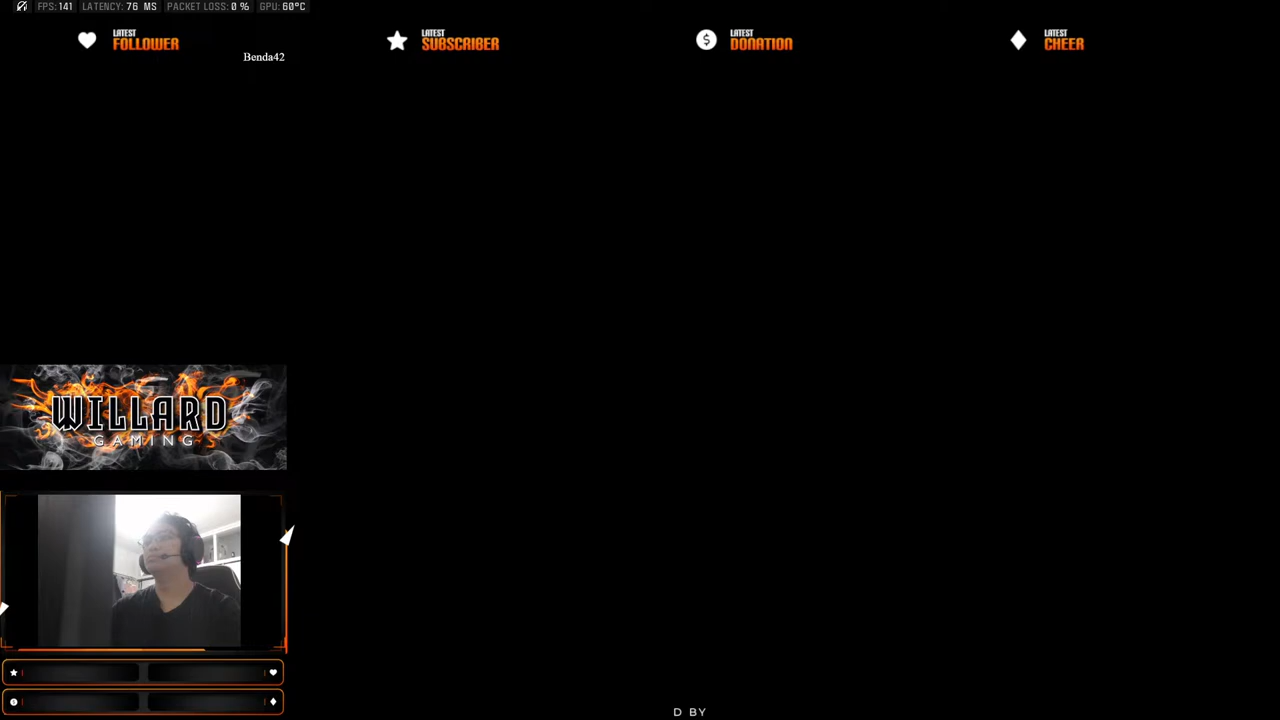 FPS: 141 LATENCY: 76 MS PACKET LOSS: 0 % GPU: 60°C
LATEST
FOLLOWER
Benda42
LATEST
SUBSCRIBER
LATEST
DONATION
LATEST
CHEER
WILLARD
GAMING
D BY